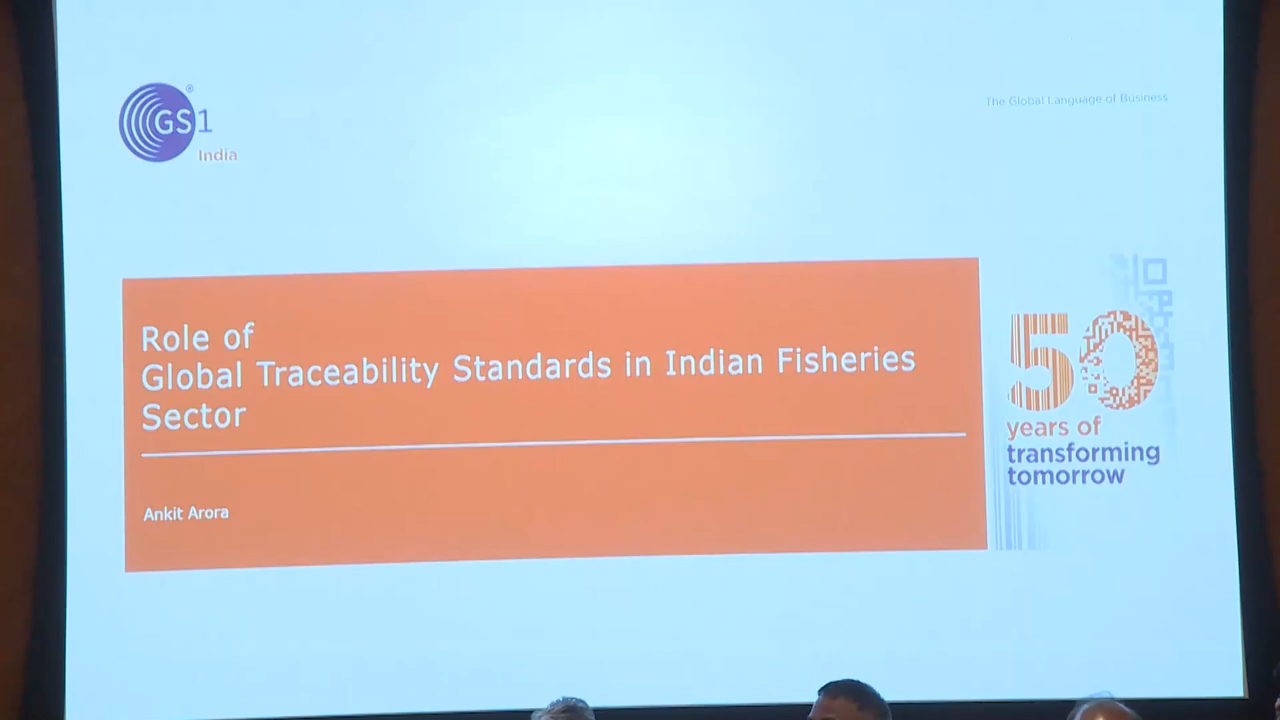 GS1®
India
The Global Language of Business
Role of
Global Traceability Standards in Indian Fisheries
Sector
Ankit Arora
50
years of
transforming
tomorrow